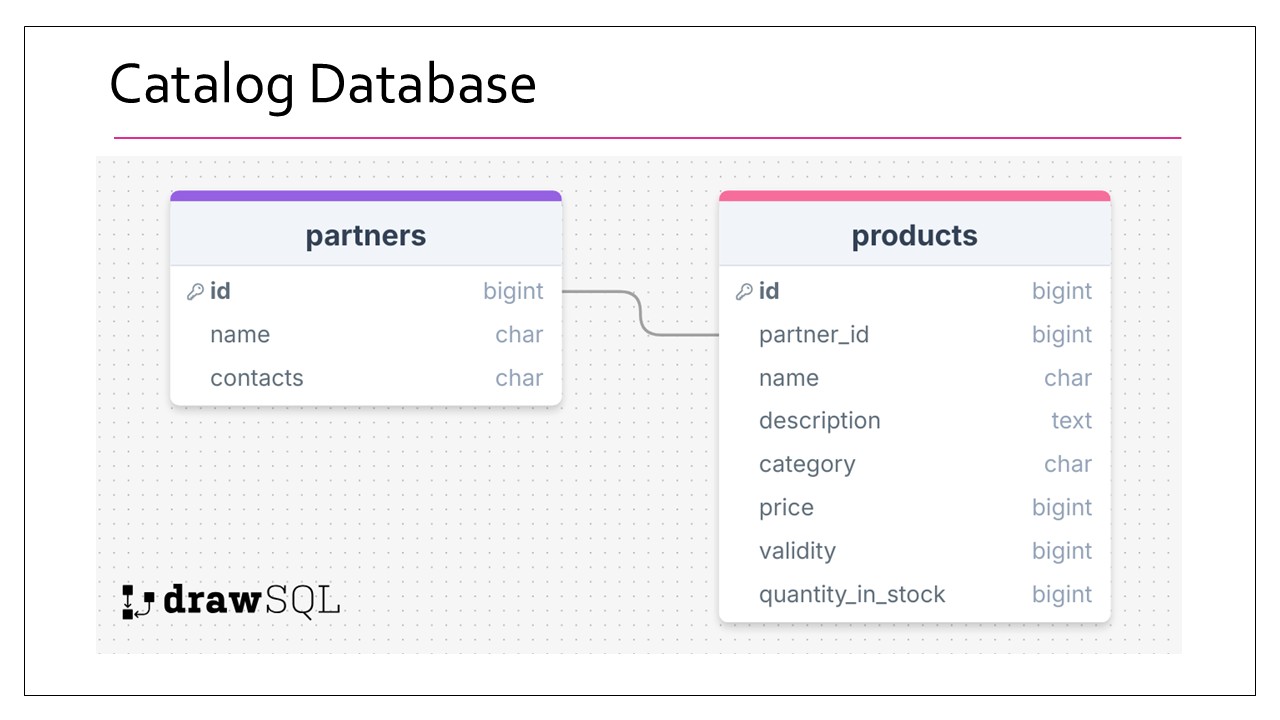 Catalog Database
partners
id bigint
name char
contacts char
products
id bigint
partner_id bigint
name char
description text
category char
price bigint
validity bigint
quantity_in_stock bigint
drawSQL